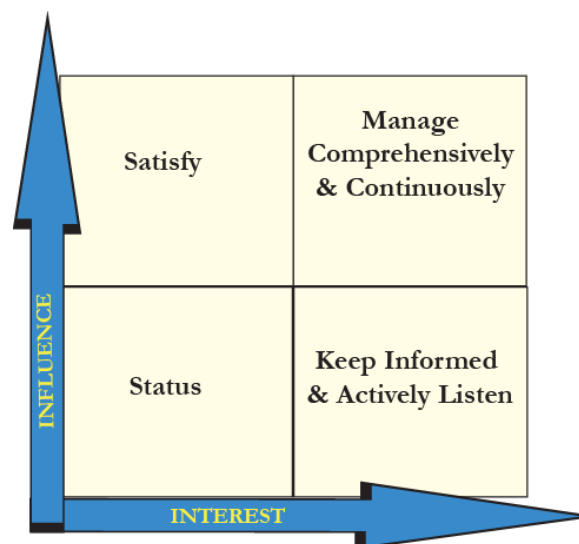 Satisfy
Manage
Comprehensively
& Continuously
Status
Keep Informed
& Actively Listen
INFLUENCE
INTEREST